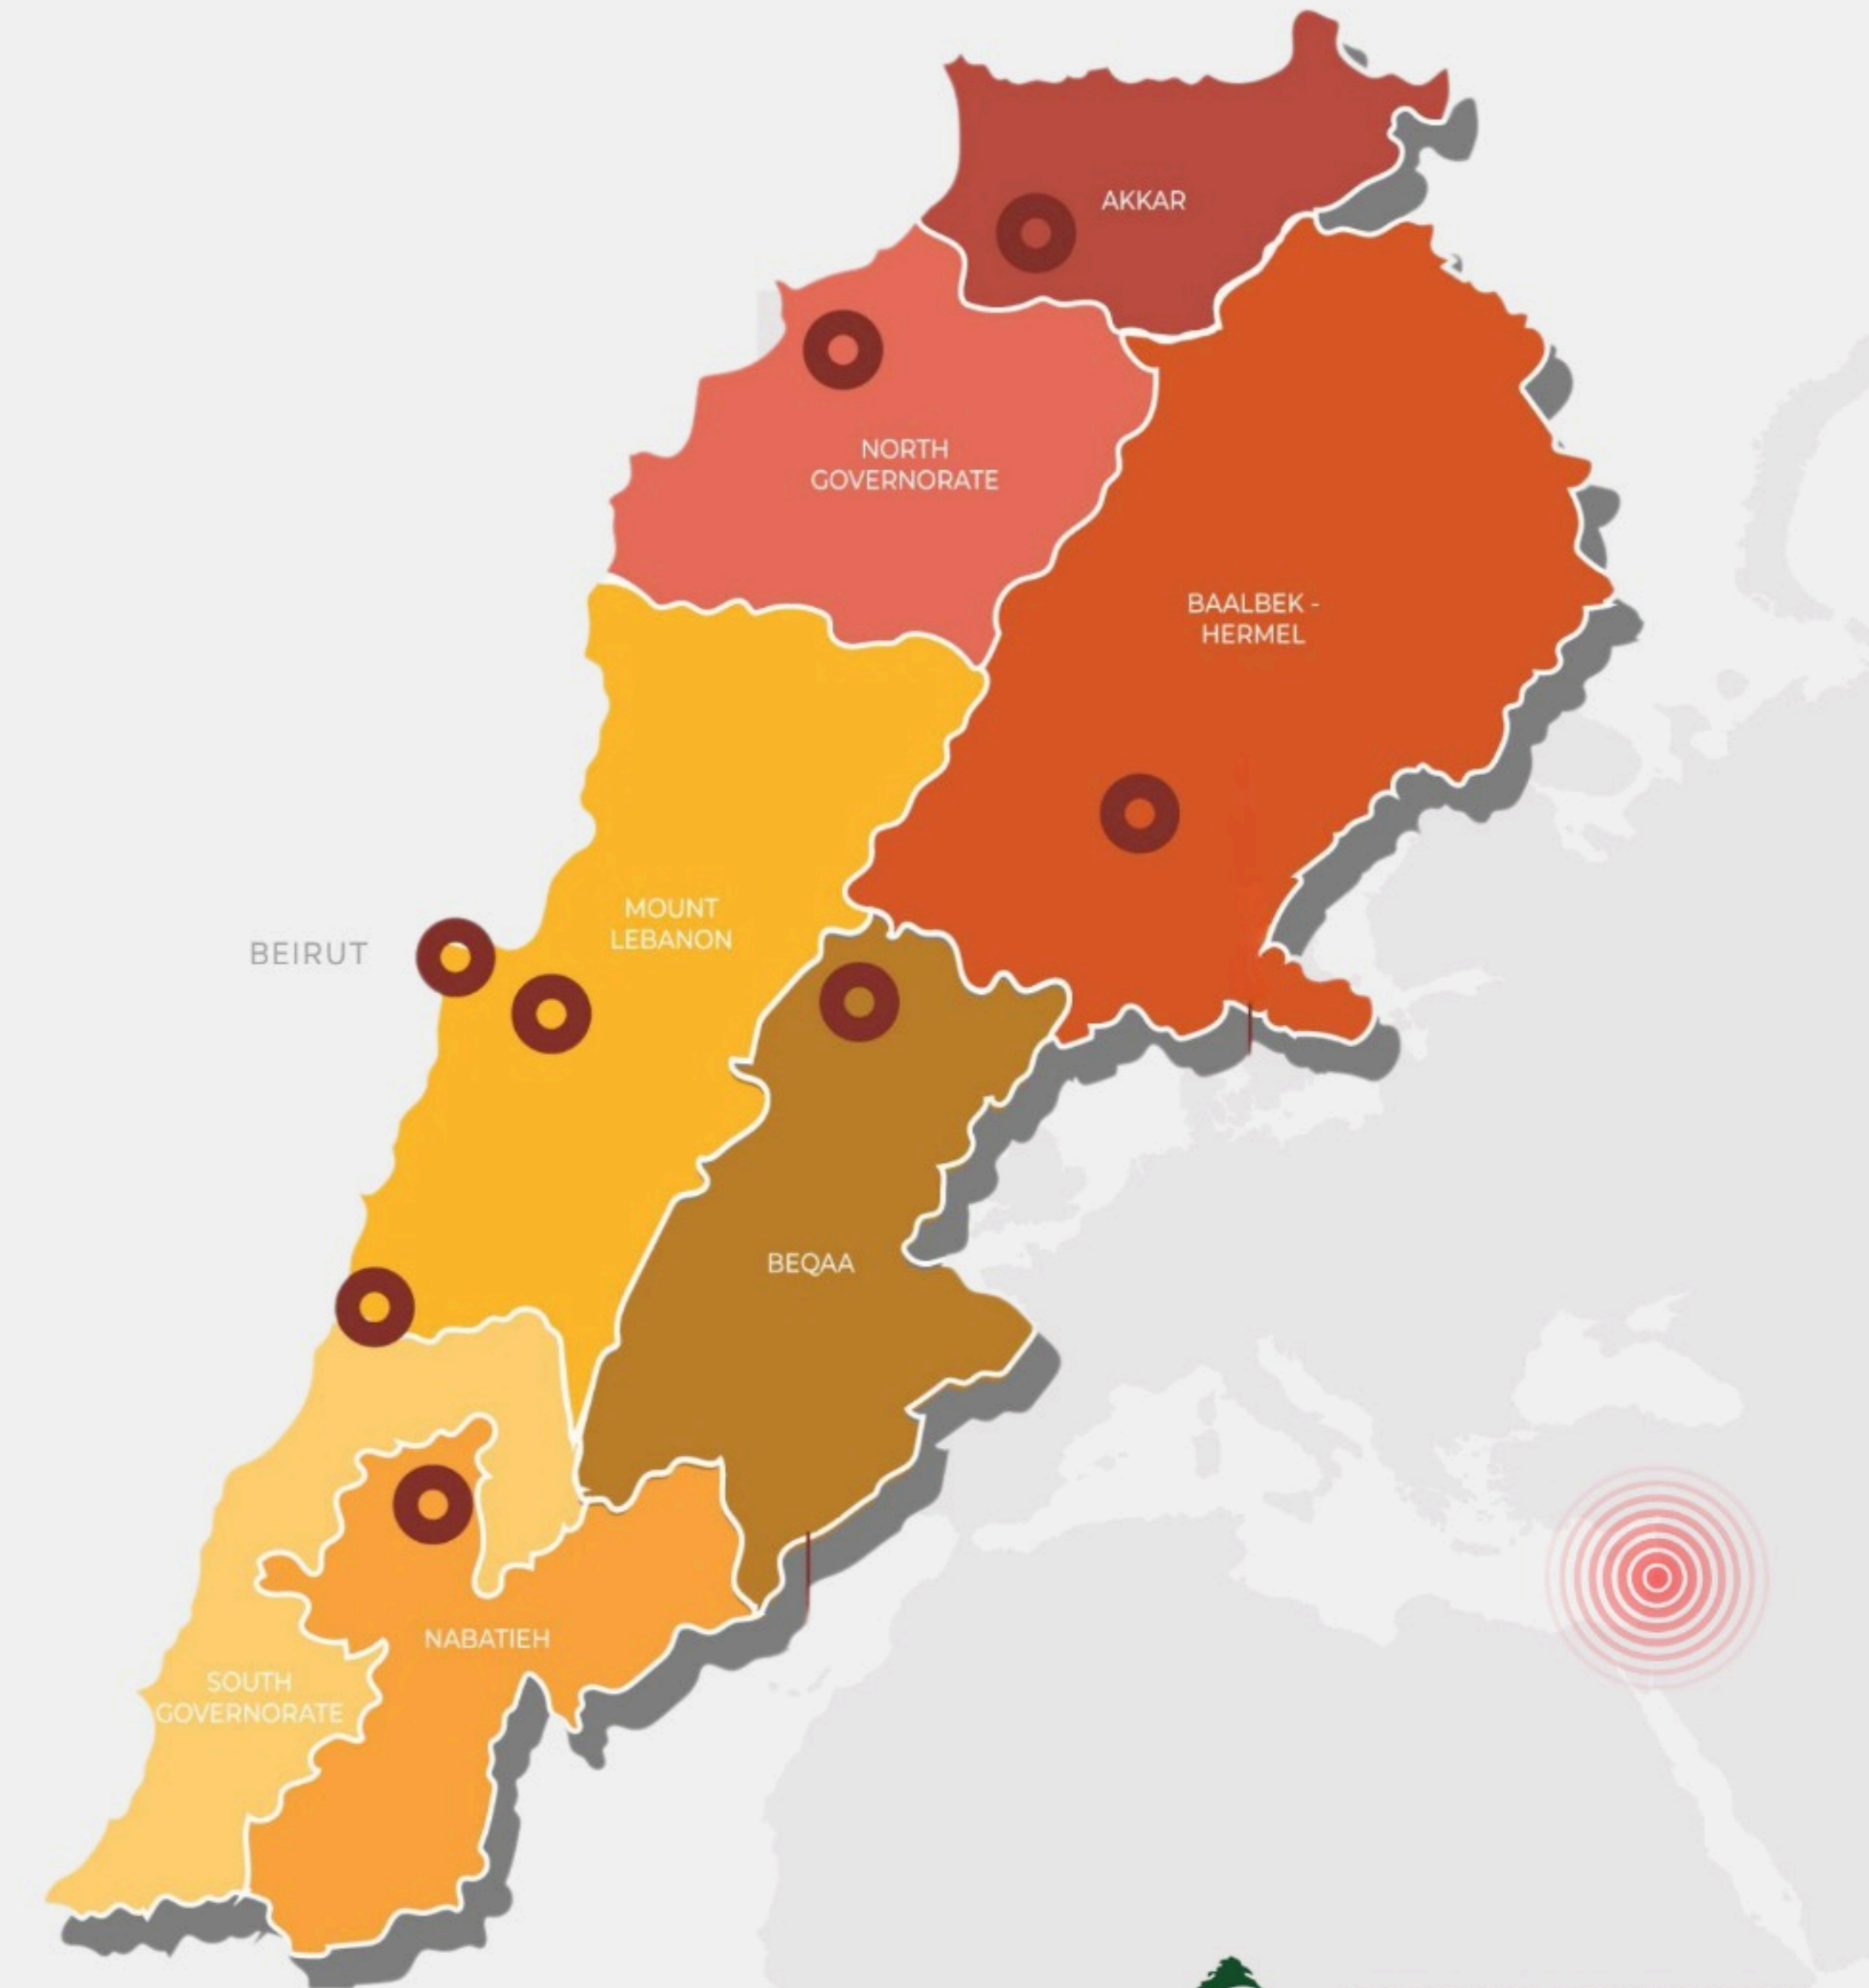 AKKAR
NORTH
GOVERNORATE
BAALBEK -
HERMEL
MOUNT
LEBANON
BEIRUT
BEQAA
NABATIEH
SOUTH
GOVERNORATE